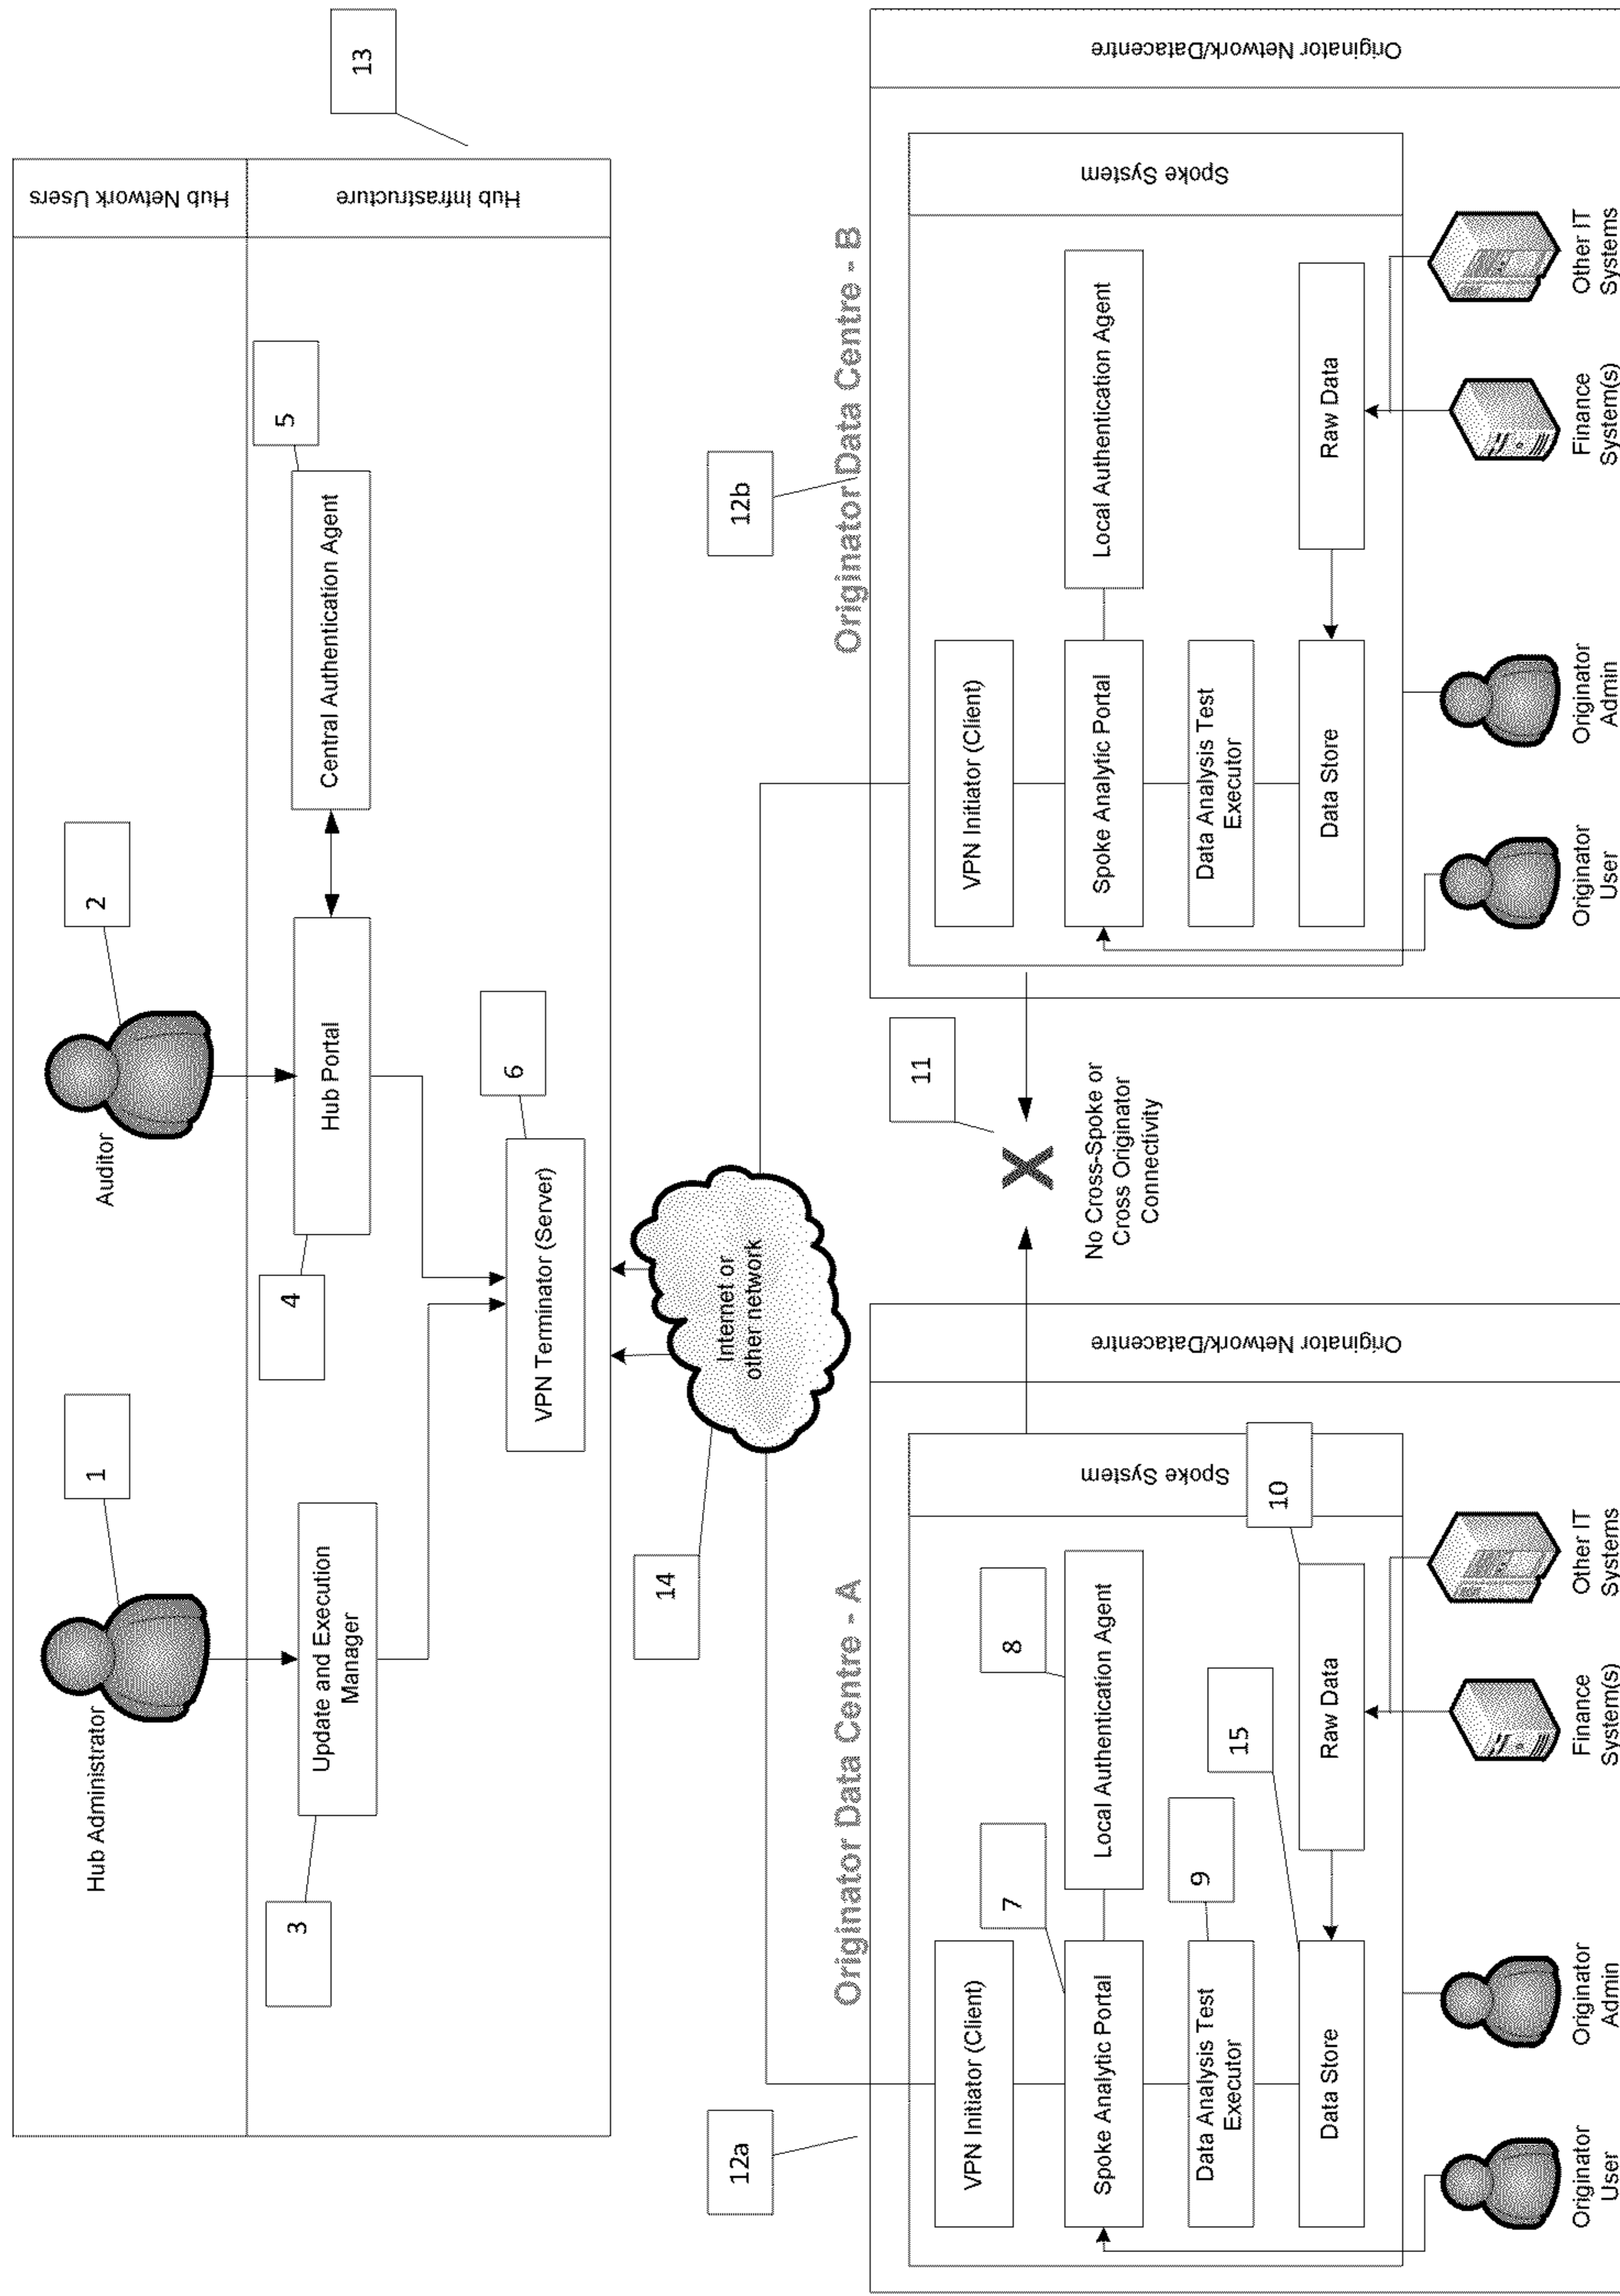 Hub Administrator
1
Auditor
2
Hub Network Users
3
Update and Execution
Manager
4
Hub Portal
Central Authentication Agent
5
VPN Terminator (Server)
6
Hub Infrastructure
13
14
Internet or
other network
12a
Originator Data Centre - A
VPN Initiator (Client)
Spoke Analytic Portal
7
Local Authentication Agent
8
Data Analysis Test
Executor
9
Data Store
15
Raw Data
10
Spoke System
Originator Network/Datacentre
Originator
User
Originator
Admin
Finance
System(s)
Other IT
Systems
11
X
No Cross-Spoke or
Cross Originator
Connectivity
12b
Originator Data Centre - B
VPN Initiator (Client)
Spoke Analytic Portal
Local Authentication Agent
Data Analysis Test
Executor
Data Store
Raw Data
Spoke System
Originator Network/Datacentre
Originator
User
Originator
Admin
Finance
System(s)
Other IT
Systems